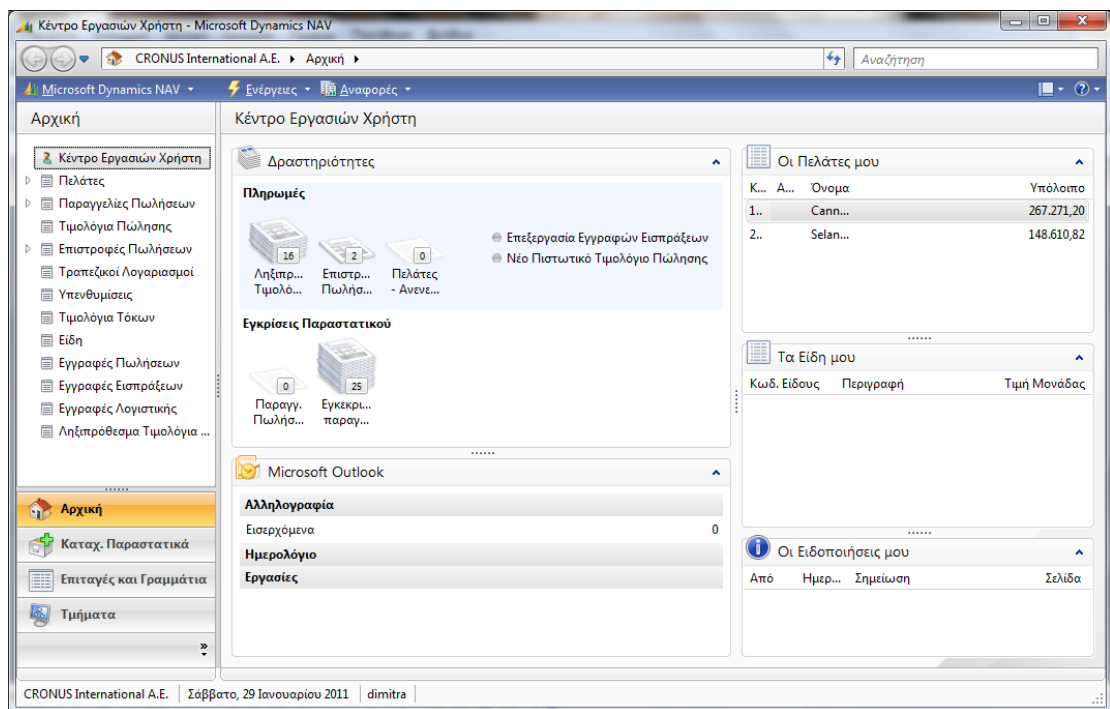 Κέντρο Εργασιών Χρήστη - Microsoft Dynamics NAV
CRONUS International A.E. Αρχική
Αναζήτηση
Microsoft Dynamics NAV Ενέργειες Αναφορές
Αρχική
Κέντρο Εργασιών Χρήστη
Πελάτες
Παραγγελίες Πωλήσεων
Τιμολόγια Πώλησης
Επιστροφές Πωλήσεων
Τραπεζικοί Λογαριασμοί
Υπενθυμίσεις
Τιμολόγια Τόκων
Είδη
Εγγραφές Πωλήσεων
Εγγραφές Εισπράξεων
Εγγραφές Λογιστικής
Ληξιπρόθεσμα Τιμολόγια ...
Αρχική
Καταχ. Παραστατικά
Επιταγές και Γραμμάτια
Τμήματα
Κέντρο Εργασιών Χρήστη
Δραστηριότητες
Πληρωμές
16 2 0
Ληξιπρ... Επιστρ... Πελάτες
Τιμολό... Πωλήσ... - Ανενε...
Επεξεργασία Εγγραφών Εισπράξεων
Νέο Πιστωτικό Τιμολόγιο Πώλησης
Εγκρίσεις Παραστατικού
0 25
Παραγγ. Εγκεκρι...
Πωλήσ... παραγ...
Microsoft Outlook
Αλληλογραφία
Εισερχόμενα 0
Ημερολόγιο
Εργασίες
Οι Πελάτες μου
Κ... Α... Όνομα Υπόλοιπο
1.. Cann... 267.271,20
2.. Selan... 148.610,82
Τα Είδη μου
Κωδ. Είδους Περιγραφή Τιμή Μονάδας
Οι Ειδοποιήσεις μου
Από Ημερ... Σημείωση Σελίδα
CRONUS International A.E. Σάββατο, 29 Ιανουαρίου 2011 dimitra